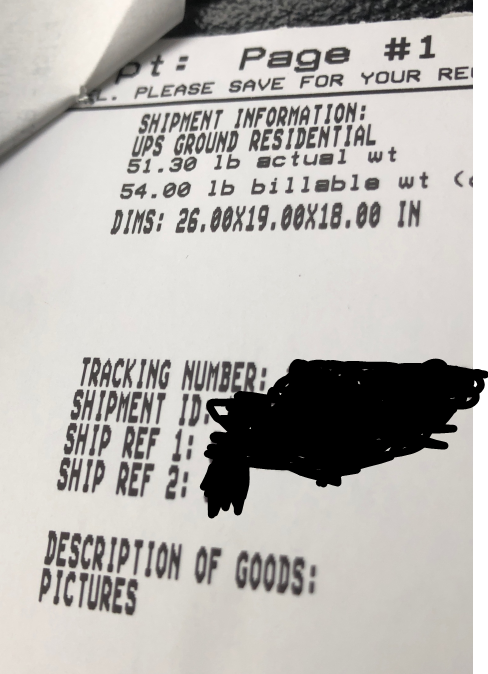 pt: Page #1
L. PLEASE SAVE FOR YOUR RE
SHIPMENT INFORMATION:
UPS GROUND RESIDENTIAL
51.30 lb actual wt
54.00 lb billable wt (
DIMS: 26.00X19.00X18.00 IN
TRACKING NUMBER:
SHIPMENT ID:
SHIP REF 1:
SHIP REF 2:
DESCRIPTION OF GOODS:
PICTURES